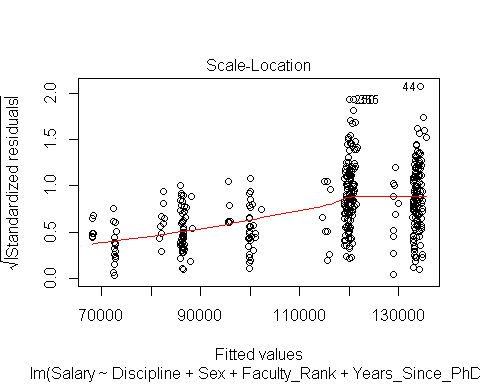 Scale-Location
√|Standardized residuals|
2.0
1.5
1.0
0.5
0.0
44
70000 90000 110000 130000
Fitted values
lm(Salary ~ Discipline + Sex + Faculty_Rank + Years_Since_PhD